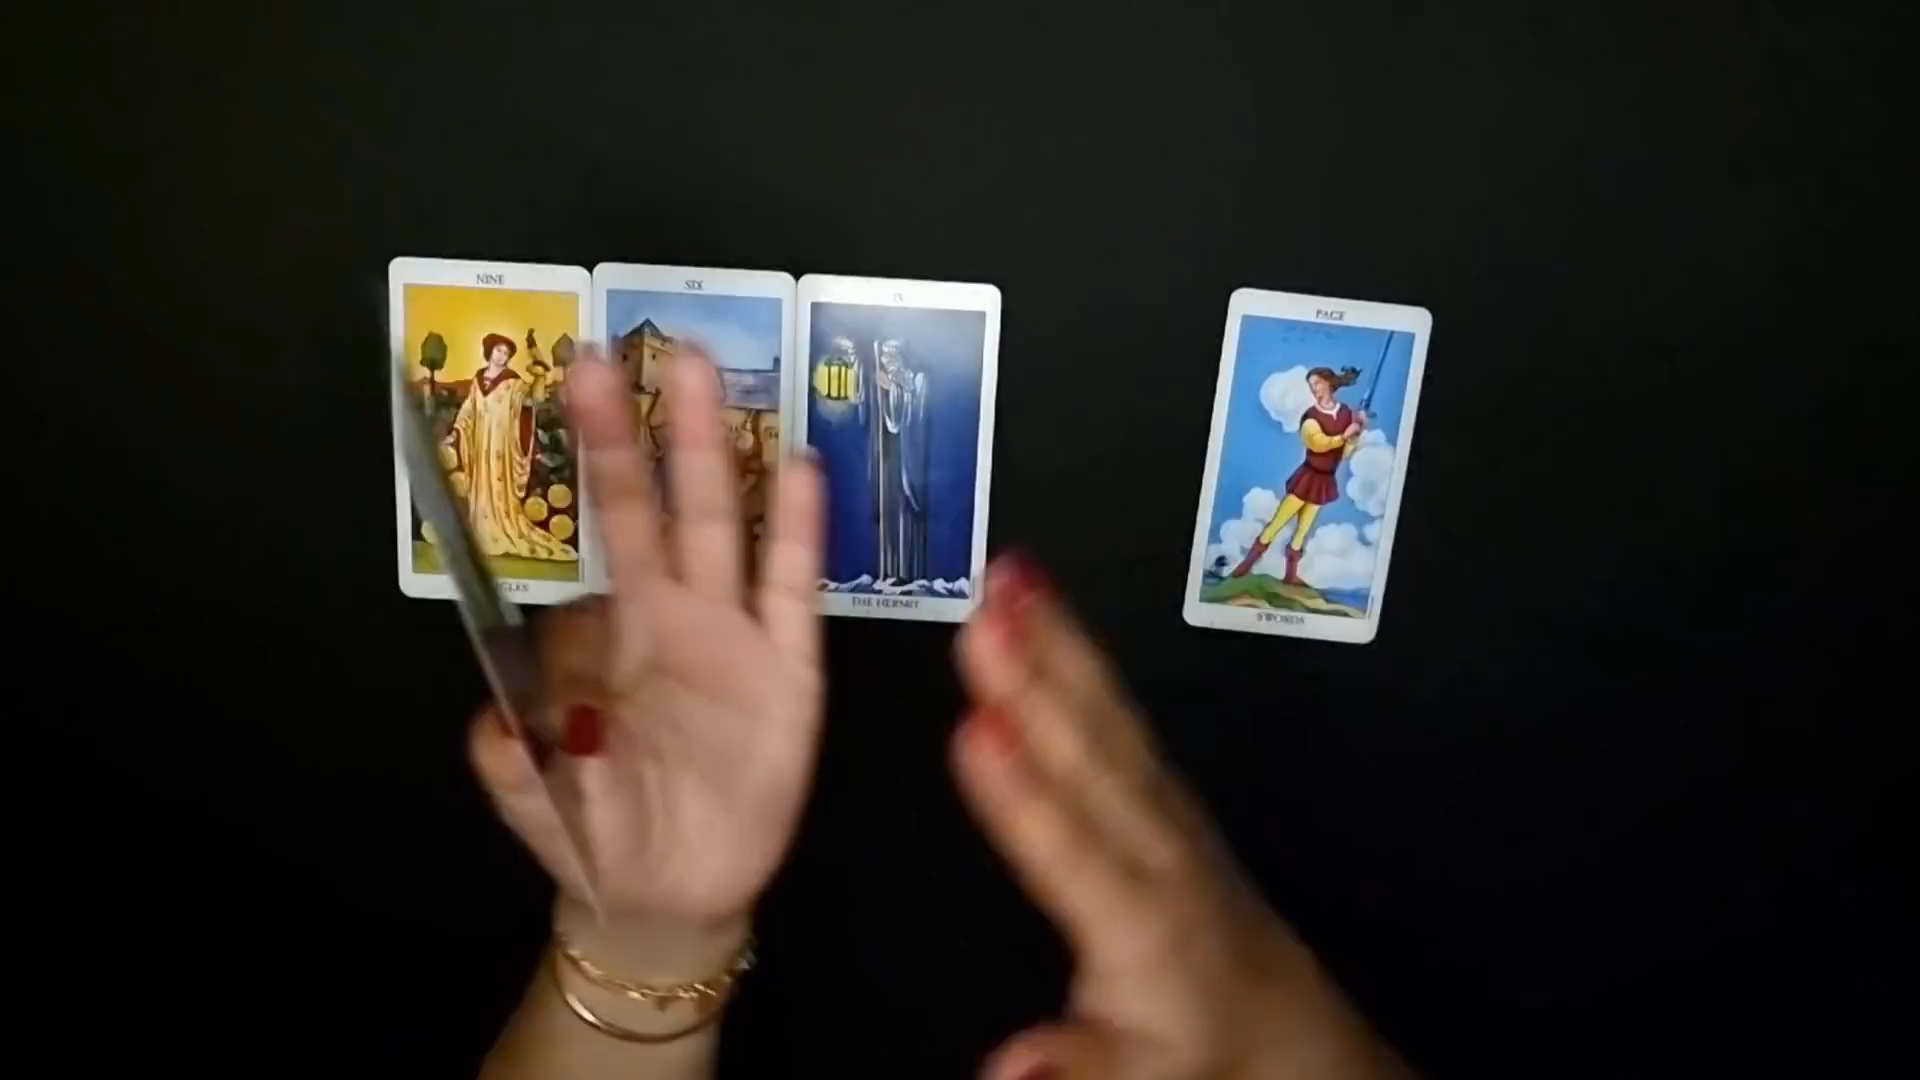 NINE
SIX
IX
PAGE
THE HERMIT
SWORDS